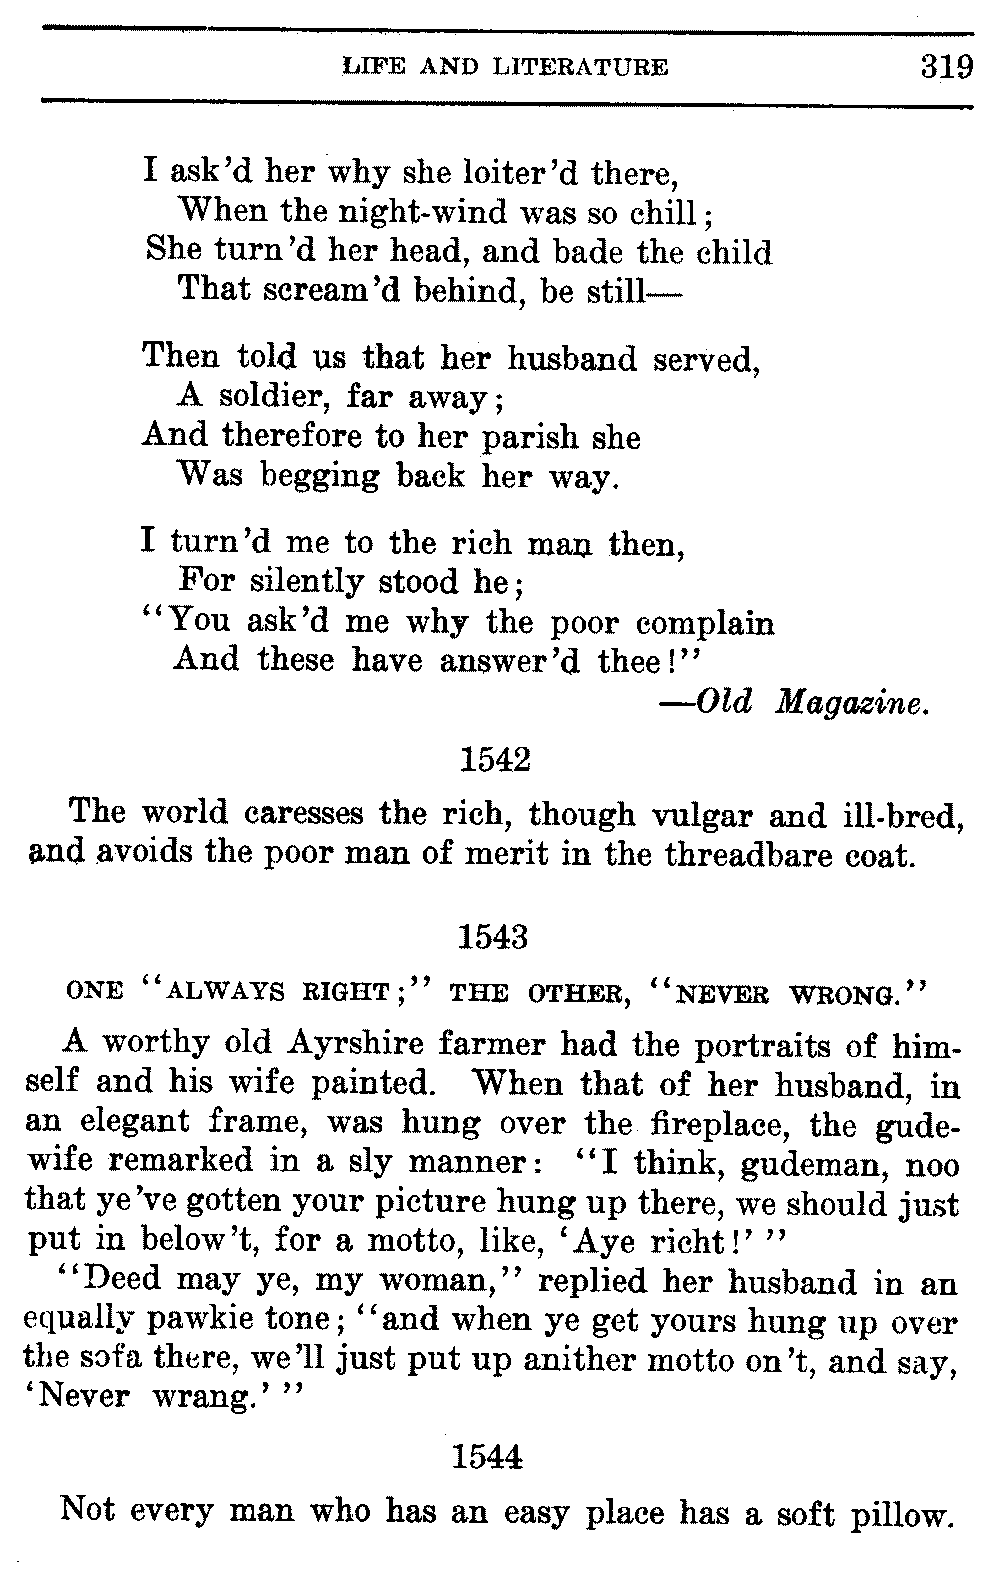 LIFE AND LITERATURE 319
I ask'd her why she loiter'd there,
When the night-wind was so chill;
She turn'd her head, and bade the child
That scream'd behind, be still—
Then told us that her husband served,
A soldier, far away;
And therefore to her parish she
Was begging back her way.
I turn'd me to the rich man then,
For silently stood he;
"You ask'd me why the poor complain
And these have answer'd thee!"
—Old Magazine.
1542
The world caresses the rich, though vulgar and ill-bred,
and avoids the poor man of merit in the threadbare coat.
1543
ONE "ALWAYS RIGHT;" THE OTHER, "NEVER WRONG."
A worthy old Ayrshire farmer had the portraits of him-
self and his wife painted. When that of her husband, in
an elegant frame, was hung over the fireplace, the gude-
wife remarked in a sly manner: "I think, gudeman, noo
that ye've gotten your picture hung up there, we should just
put in below't, for a motto, like, 'Aye richt!' "
"Deed may ye, my woman," replied her husband in an
equally pawkie tone; "and when ye get yours hung up over
the sofa there, we'll just put up anither motto on't, and say,
'Never wrang.' "
1544
Not every man who has an easy place has a soft pillow.